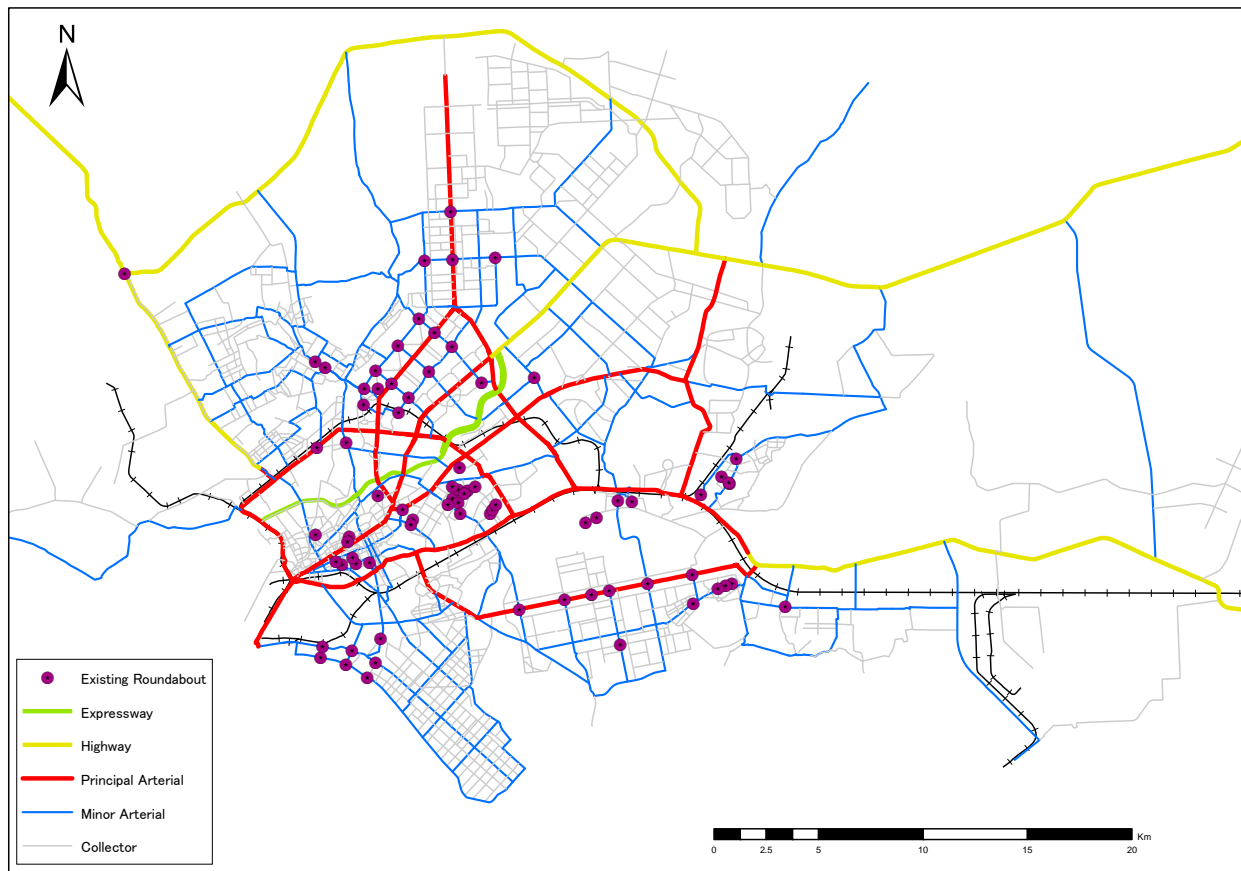 N
Existing Roundabout
Expressway
Highway
Principal Arterial
Minor Arterial
Collector
Km
0 2.5 5 10 15 20